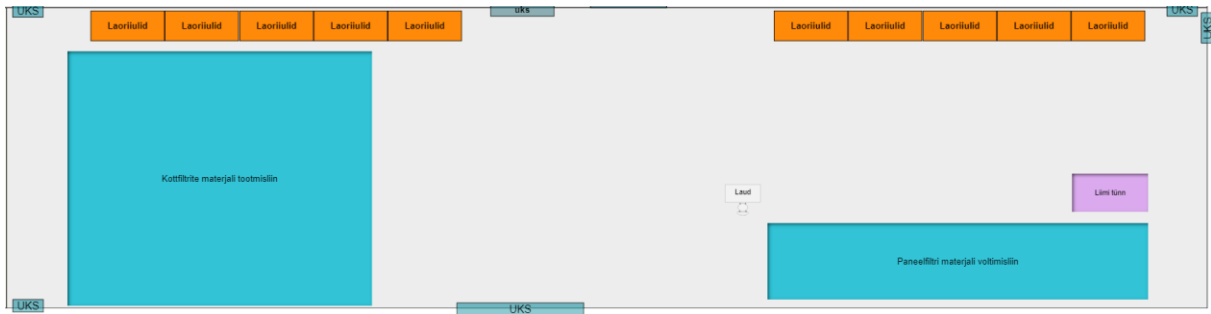 UKS
uks
UKS
UKS
Laoriiulid
Laoriiulid
Laoriiulid
Laoriiulid
Laoriiulid
Laoriiulid
Laoriiulid
Laoriiulid
Laoriiulid
Laoriiulid
Kottfiltrite materjali tootmisliin
Laud
Liimi tünn
Paneelfiltri materjali voltimisliin
UKS
UKS